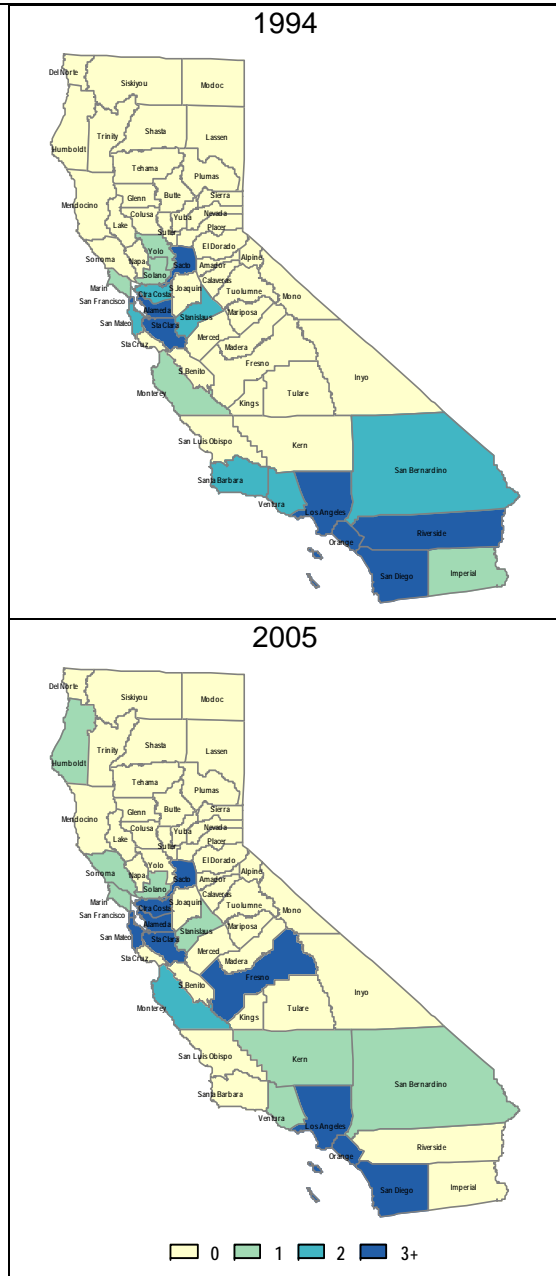 1994
Del Norte
Siskiyou
Modoc
Humboldt
Trinity
Shasta
Lassen
Tehama
Plumas
Mendocino
Glenn
Butte
Sierra
Lake
Colusa
Sutter
Yuba
Nevada
Placer
Sonoma
Napa
Yolo
Sacto
El Dorado
Alpine
Amador
Solano
Marin
Ctra Costa
S Joaquin
Calaveras
Tuolumne
Mono
San Francisco
Alameda
Stanislaus
Mariposa
San Mateo
Sta Clara
Merced
Sta Cruz
Madera
Fresno
Inyo
S.Benito
Monterey
Kings
Tulare
San Luis Obispo
Kern
San Bernardino
Santa Barbara
Ventura
Los Angeles
Orange
Riverside
San Diego
Imperial
2005
Del Norte
Siskiyou
Modoc
Humboldt
Trinity
Shasta
Lassen
Tehama
Plumas
Mendocino
Glenn
Butte
Sierra
Lake
Colusa
Sutter
Yuba
Nevada
Placer
Sonoma
Napa
Yolo
Sacto
El Dorado
Alpine
Amador
Solano
Marin
Ctra Costa
S Joaquin
Calaveras
Tuolumne
Mono
San Francisco
Alameda
Stanislaus
Mariposa
San Mateo
Sta Clara
Merced
Sta Cruz
Madera
Fresno
Inyo
S.Benito
Monterey
Kings
Tulare
San Luis Obispo
Kern
San Bernardino
Santa Barbara
Ventura
Los Angeles
Orange
Riverside
San Diego
Imperial
0 1 2 3+